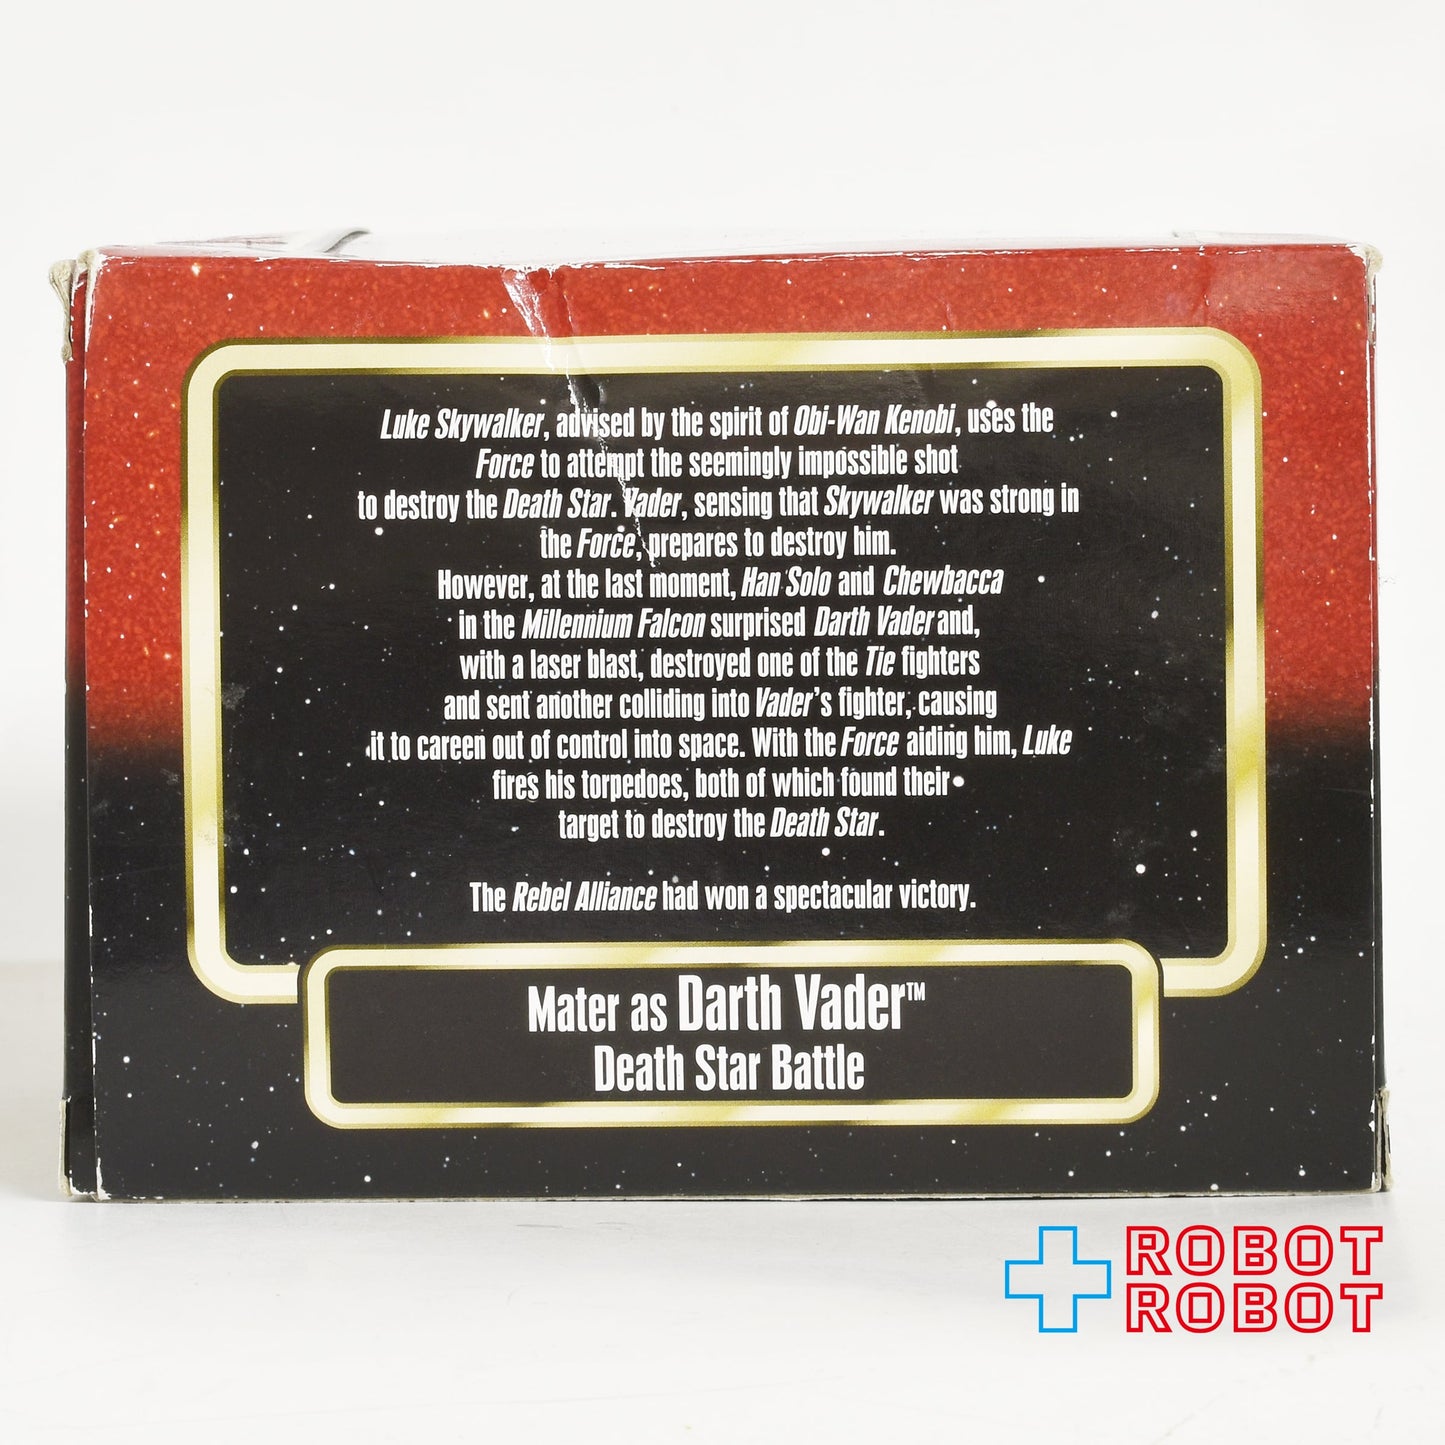 Luke Skywalker, advised by the spirit of Obi-Wan Kenobi, uses the
Force to attempt the seemingly impossible shot
to destroy the Death Star. Vader, sensing that Skywalker was strong in
the Force, prepares to destroy him.
However, at the last moment, Han Solo and Chewbacca
in the Millennium Falcon surprised Darth Vader and,
with a laser blast, destroyed one of the Tie fighters
and sent another colliding into Vader's fighter, causing
it to careen out of control into space. With the Force aiding him, Luke
fires his torpedoes, both of which found their
target to destroy the Death Star.
The Rebel Alliance had won a spectacular victory.
Mater as Darth Vader™
Death Star Battle
ROBOT
ROBOT